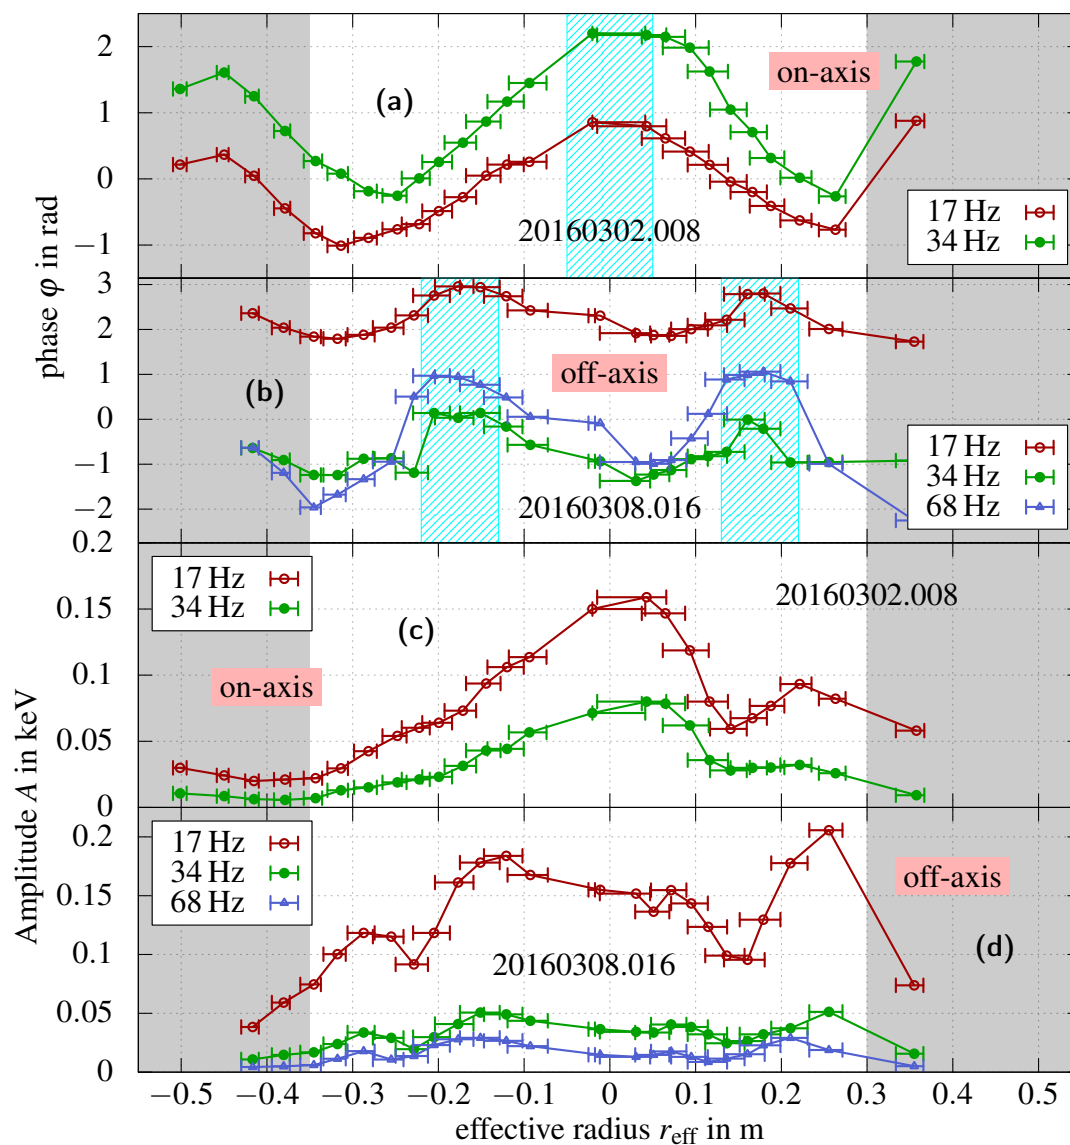 phase φ in rad
2
1
0
−1
(a)
on-axis
20160302.008
17 Hz
34 Hz
3
2
1
0
−1
−2
(b)
off-axis
20160308.016
17 Hz
34 Hz
68 Hz
Amplitude A in keV
0.2
0.15
0.1
0.05
0
17 Hz
34 Hz
(c)
20160302.008
on-axis
0.2
0.15
0.1
0.05
0
17 Hz
34 Hz
68 Hz
off-axis
20160308.016
(d)
−0.5 −0.4 −0.3 −0.2 −0.1 0 0.1 0.2 0.3 0.4 0.5
effective radius reff in m